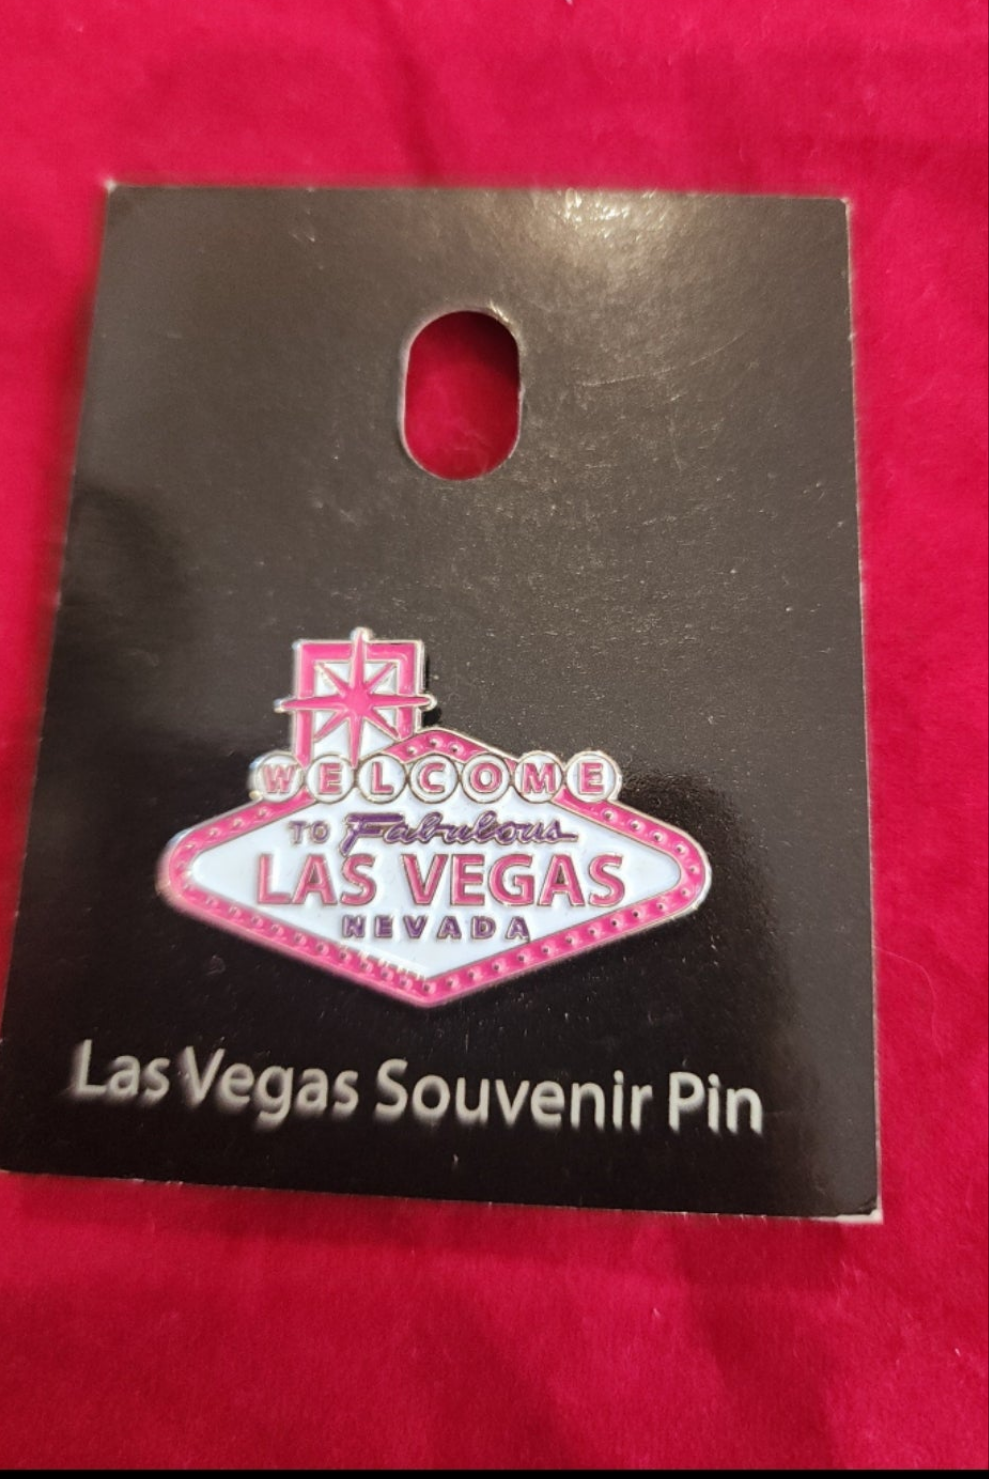 WELCOME
TO Fabulous
LAS VEGAS
NEVADA
Las Vegas Souvenir Pin